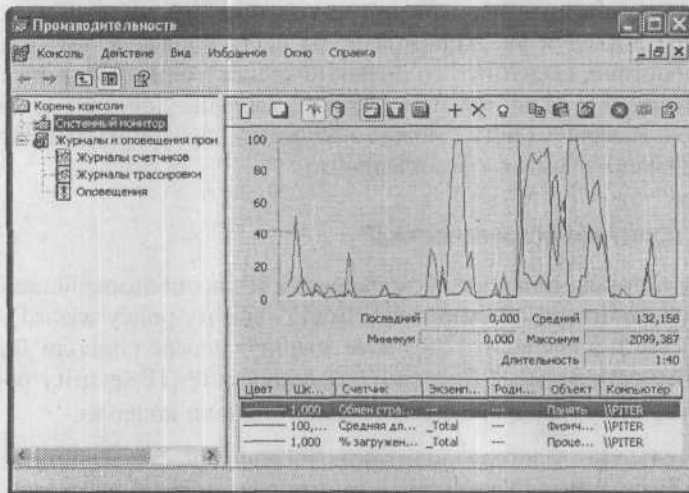 Производительность
Консоль Действие Вид Избранное Окно Справка
Корень консоли
Системный монитор
Журналы и оповещения прои
Журналы счетчиков
Журналы трассировки
Оповещения
100
80
60
40
20
0
Последний 0,000 Средний 132,158
Минимум 0,000 Максимум 2099,387
Длительность 1:40
Цвет Шк... Счетчик Экземп... Роди... Объект Компьютер
1,000 Обмен стра... --- --- Память \\PITER
100,... Средняя дл... _Total --- Физич... \\PITER
1,000 % загружен... _Total --- Проце... \\PITER